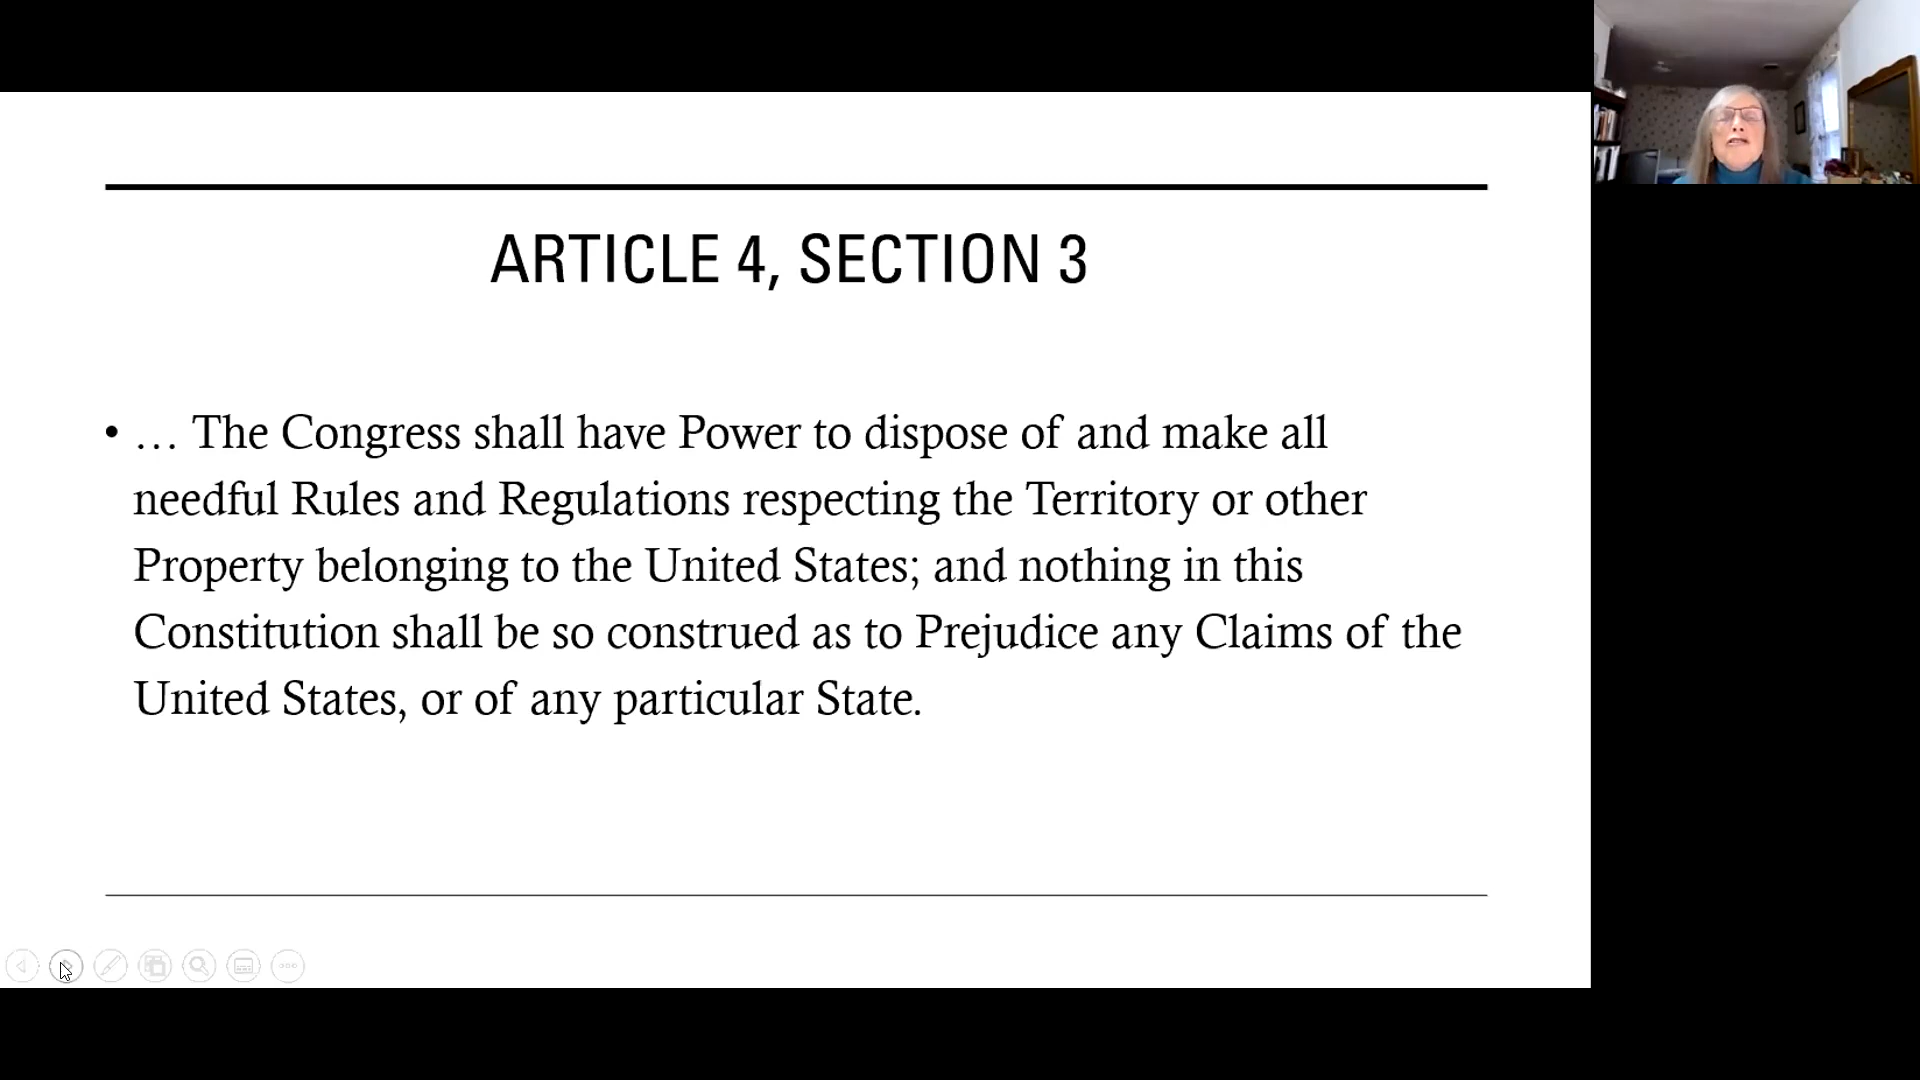 ARTICLE 4, SECTION 3
• … The Congress shall have Power to dispose of and make all
needful Rules and Regulations respecting the Territory or other
Property belonging to the United States; and nothing in this
Constitution shall be so construed as to Prejudice any Claims of the
United States, or of any particular State.